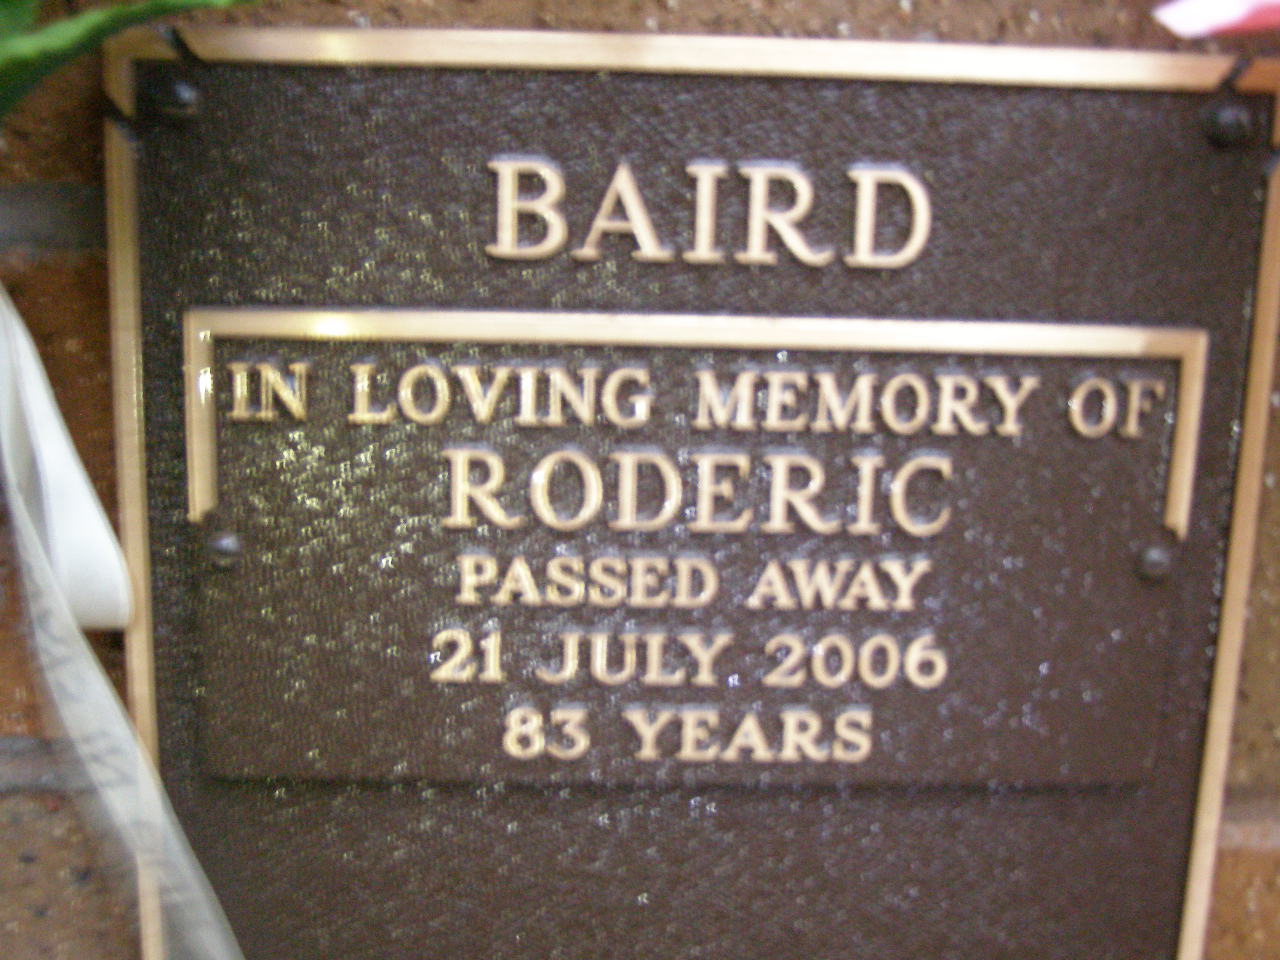 BAIRD
IN LOVING MEMORY OF
RODERIC
PASSED AWAY
21 JULY 2006
83 YEARS